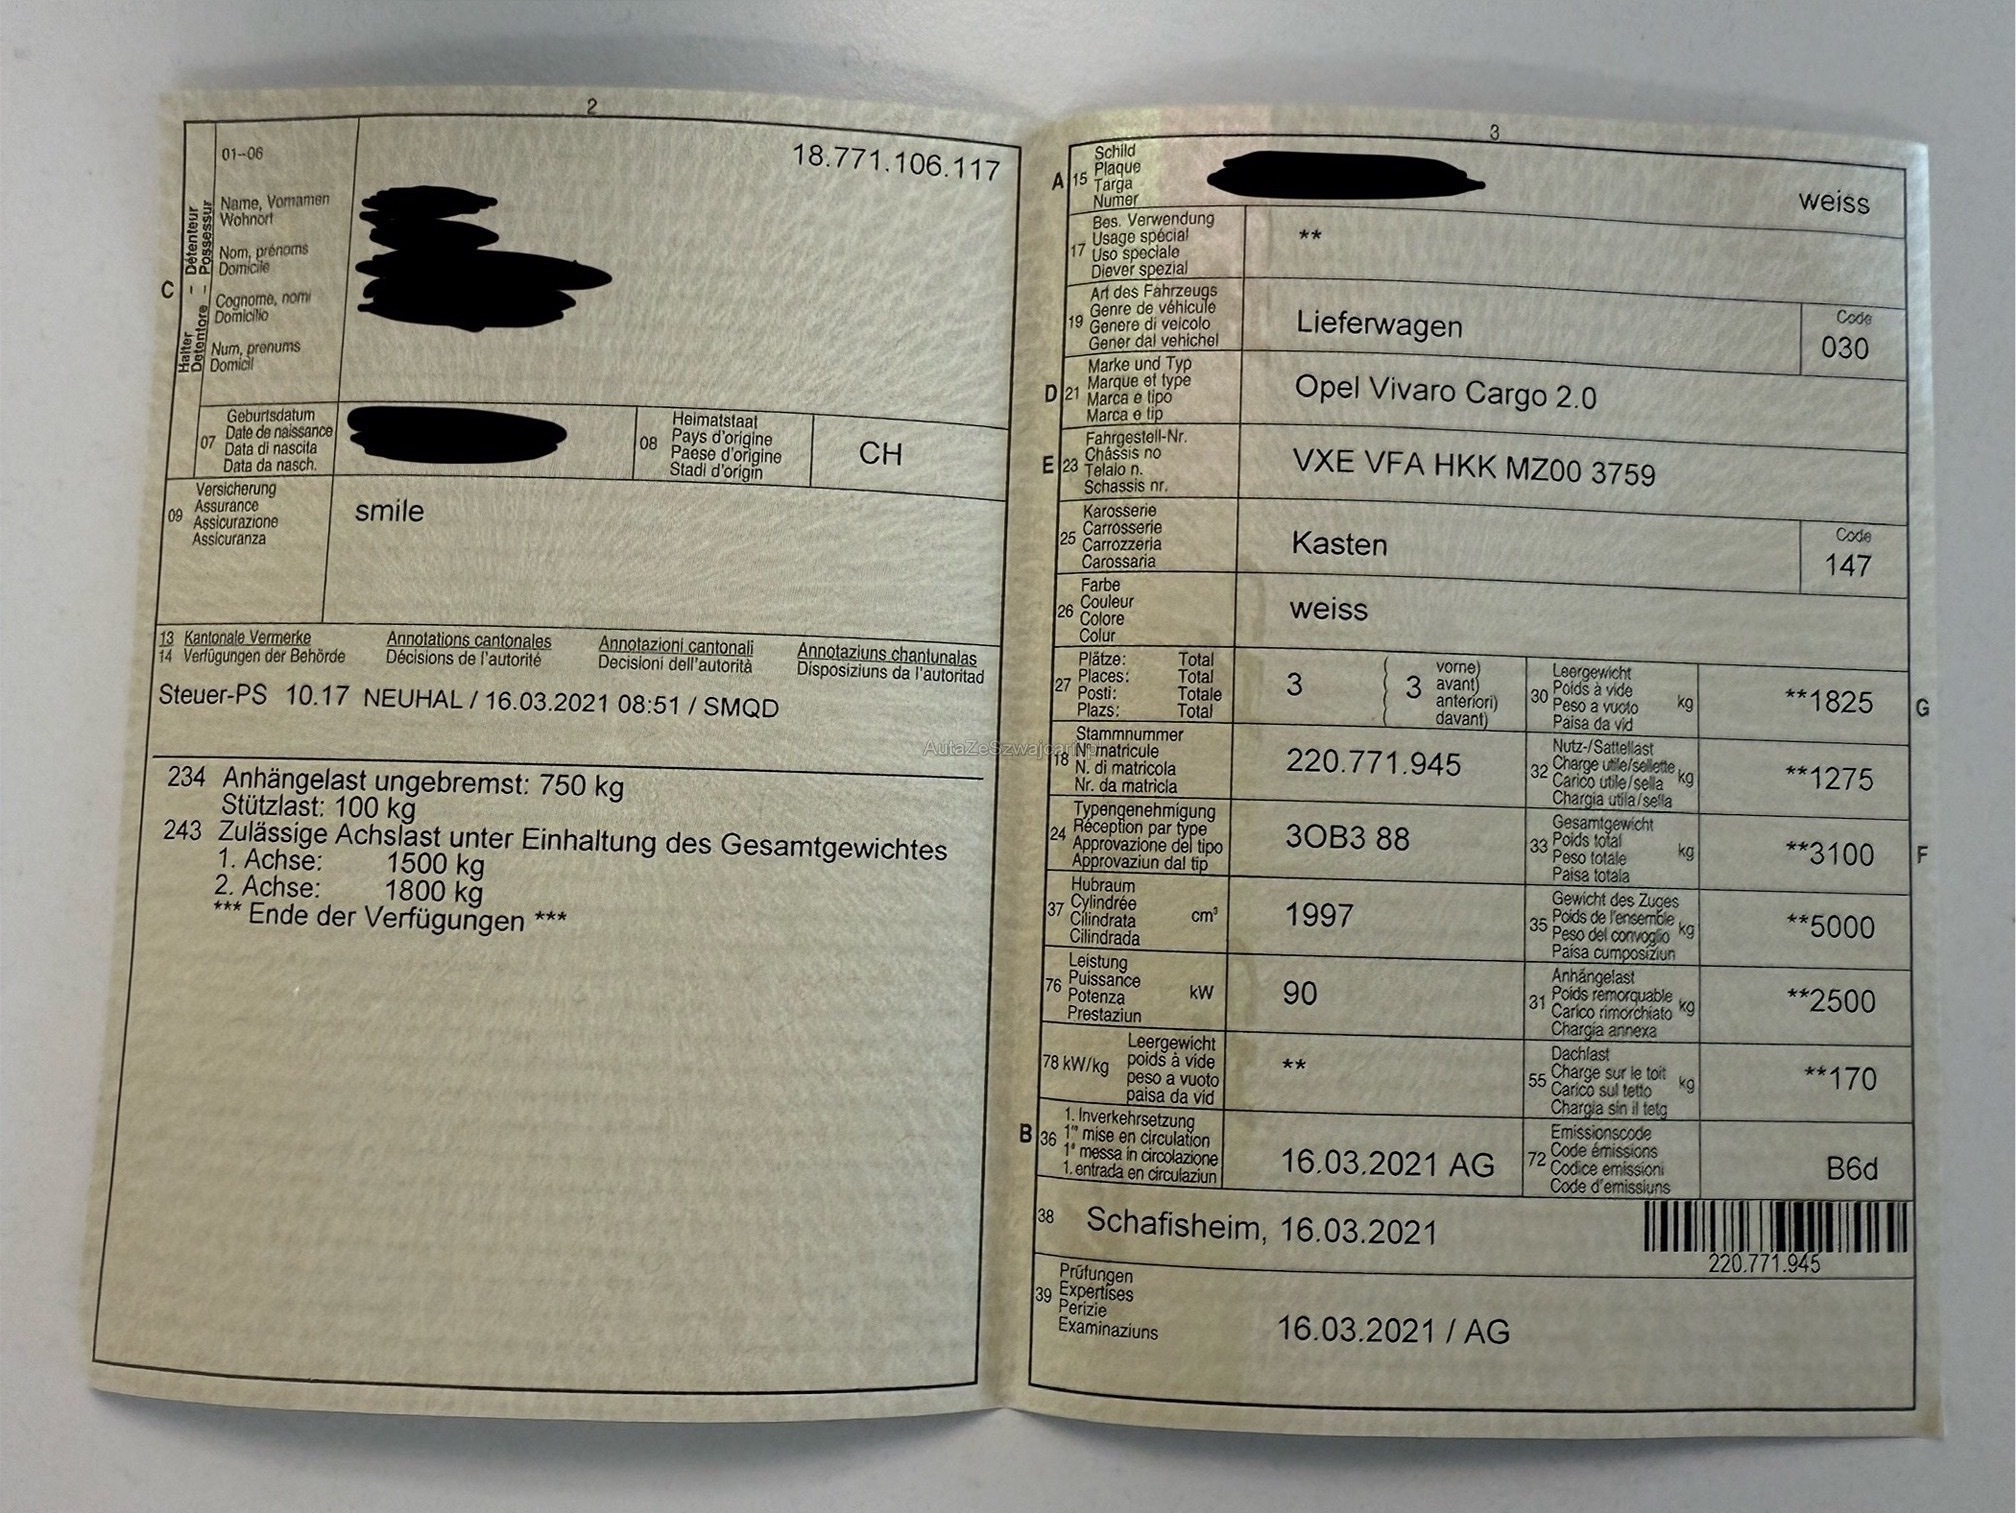 2
01–06
18.771.106.117
C
Halter – Détenteur
Detentore – Possessur
Name, Vornamen
Wohnort
Nom, prénoms
Domicile
Cognome, nomi
Domicilio
Num, prenums
Domicil
07
Geburtsdatum
Date de naissance
Data di nascita
Data da nasch.
08
Heimatstaat
Pays d'origine
Paese d'origine
Stadi d'origin
CH
09
Versicherung
Assurance
Assicurazione
Assicuranza
smile
13 Kantonale Vermerke Annotations cantonales Annotazioni cantonali Annotaziuns chantunalas
14 Verfügungen der Behörde Décisions de l'autorité Decisioni dell'autorità Disposiziuns da l'autoritad
Steuer-PS 10.17 NEUHAL / 16.03.2021 08:51 / SMQD
234 Anhängelast ungebremst: 750 kg
Stützlast: 100 kg
243 Zulässige Achslast unter Einhaltung des Gesamtgewichtes
1. Achse: 1500 kg
2. Achse: 1800 kg
*** Ende der Verfügungen ***
3
A 15
Schild
Plaque
Targa
Numer
weiss
17
Bes. Verwendung
Usage spécial
Uso speciale
Diever spezial
**
19
Art des Fahrzeugs
Genre de véhicule
Genere di veicolo
Gener dal vehichel
Lieferwagen
Code
030
D 21
Marke und Typ
Marque et type
Marca e tipo
Marca e tip
Opel Vivaro Cargo 2.0
E 23
Fahrgestell-Nr.
Châssis no
Telaio n.
Schassis nr.
VXE VFA HKK MZ00 3759
25
Karosserie
Carrosserie
Carrozzeria
Carossaria
Kasten
Code
147
26
Farbe
Couleur
Colore
Colur
weiss
27
Plätze: Total
Places: Total
Posti: Totale
Plazs: Total
3
3
vorne)
avant)
anteriori)
davant)
30
Leergewicht
Poids à vide
Peso a vuoto
Paisa da vid
kg
**1825
G
18
Stammnummer
N° matricule
N. di matricola
Nr. da matricla
220.771.945
32
Nutz-/Sattellast
Charge utile/sellette
Carico utile/sella
Chargia utila/sella
kg
**1275
24
Typengenehmigung
Réception par type
Approvazione del tipo
Approvaziun dal tip
3OB3 88
33
Gesamtgewicht
Poids total
Peso totale
Paisa totala
kg
**3100
F
37
Hubraum
Cylindrée
Cilindrata
Cilindrada
cm³
1997
35
Gewicht des Zuges
Poids de l'ensemble
Peso del convoglio
Paisa cumposiziun
kg
**5000
76
Leistung
Puissance
Potenza
Prestaziun
kW
90
31
Anhängelast
Poids remorquable
Carico rimorchiato
Chargia annexa
kg
**2500
78 kW/kg
Leergewicht
poids à vide
peso a vuoto
paisa da vid
**
55
Dachlast
Charge sur le toit
Carico sul tetto
Chargia sin il tetg
kg
**170
B 36
1. Inverkehrsetzung
1re mise en circulation
1a messa in circolazione
1. entrada en circulaziun
16.03.2021 AG
72
Emissionscode
Code émissions
Codice emissioni
Code d'emissiuns
B6d
38
Schafisheim, 16.03.2021
220.771.945
39
Prüfungen
Expertises
Perizie
Examinaziuns
16.03.2021 / AG